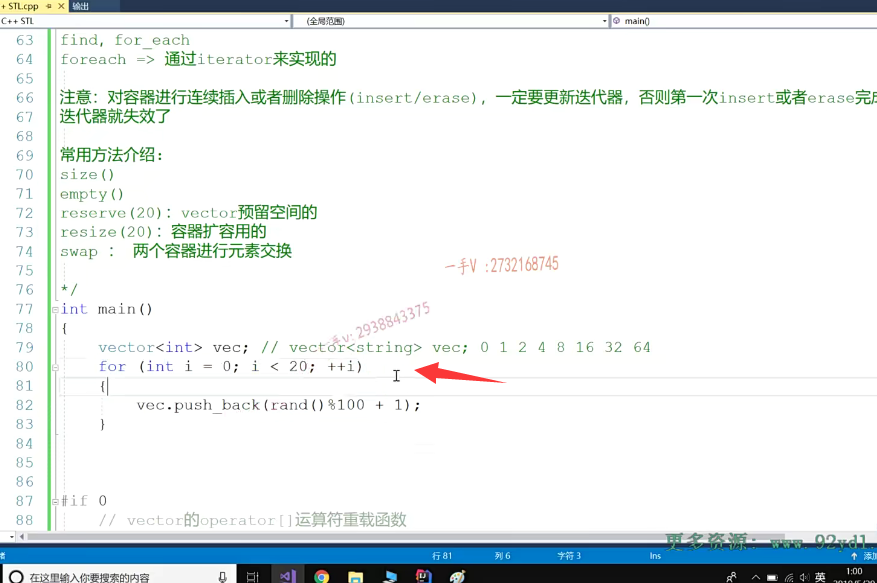 STL.cpp 输出
C++ STL (全局范围) main()
63 find, for_each
64 foreach => 通过iterator来实现的
65
66 注意：对容器进行连续插入或者删除操作(insert/erase)，一定要更新迭代器，否则第一次insert或者erase完成
67 迭代器就失效了
68
69 常用方法介绍：
70 size()
71 empty()
72 reserve(20)：vector预留空间的
73 resize(20)：容器扩容用的
74 swap ： 两个容器进行元素交换
75
一手V :2732168745
76 */
77 int main()
手v: 2938843375
78 {
79 vector<int> vec; // vector<string> vec; 0 1 2 4 8 16 32 64
80 for (int i = 0; i < 20; ++i)
81 {
82 vec.push_back(rand()%100 + 1);
83 }
84
85
86
87 #if 0
88 // vector的operator[]运算符重载函数
更多资源：www.92yd1.
行 81 列 6 字符 3 Ins 添加
在这里输入你要搜索的内容 英 1:00